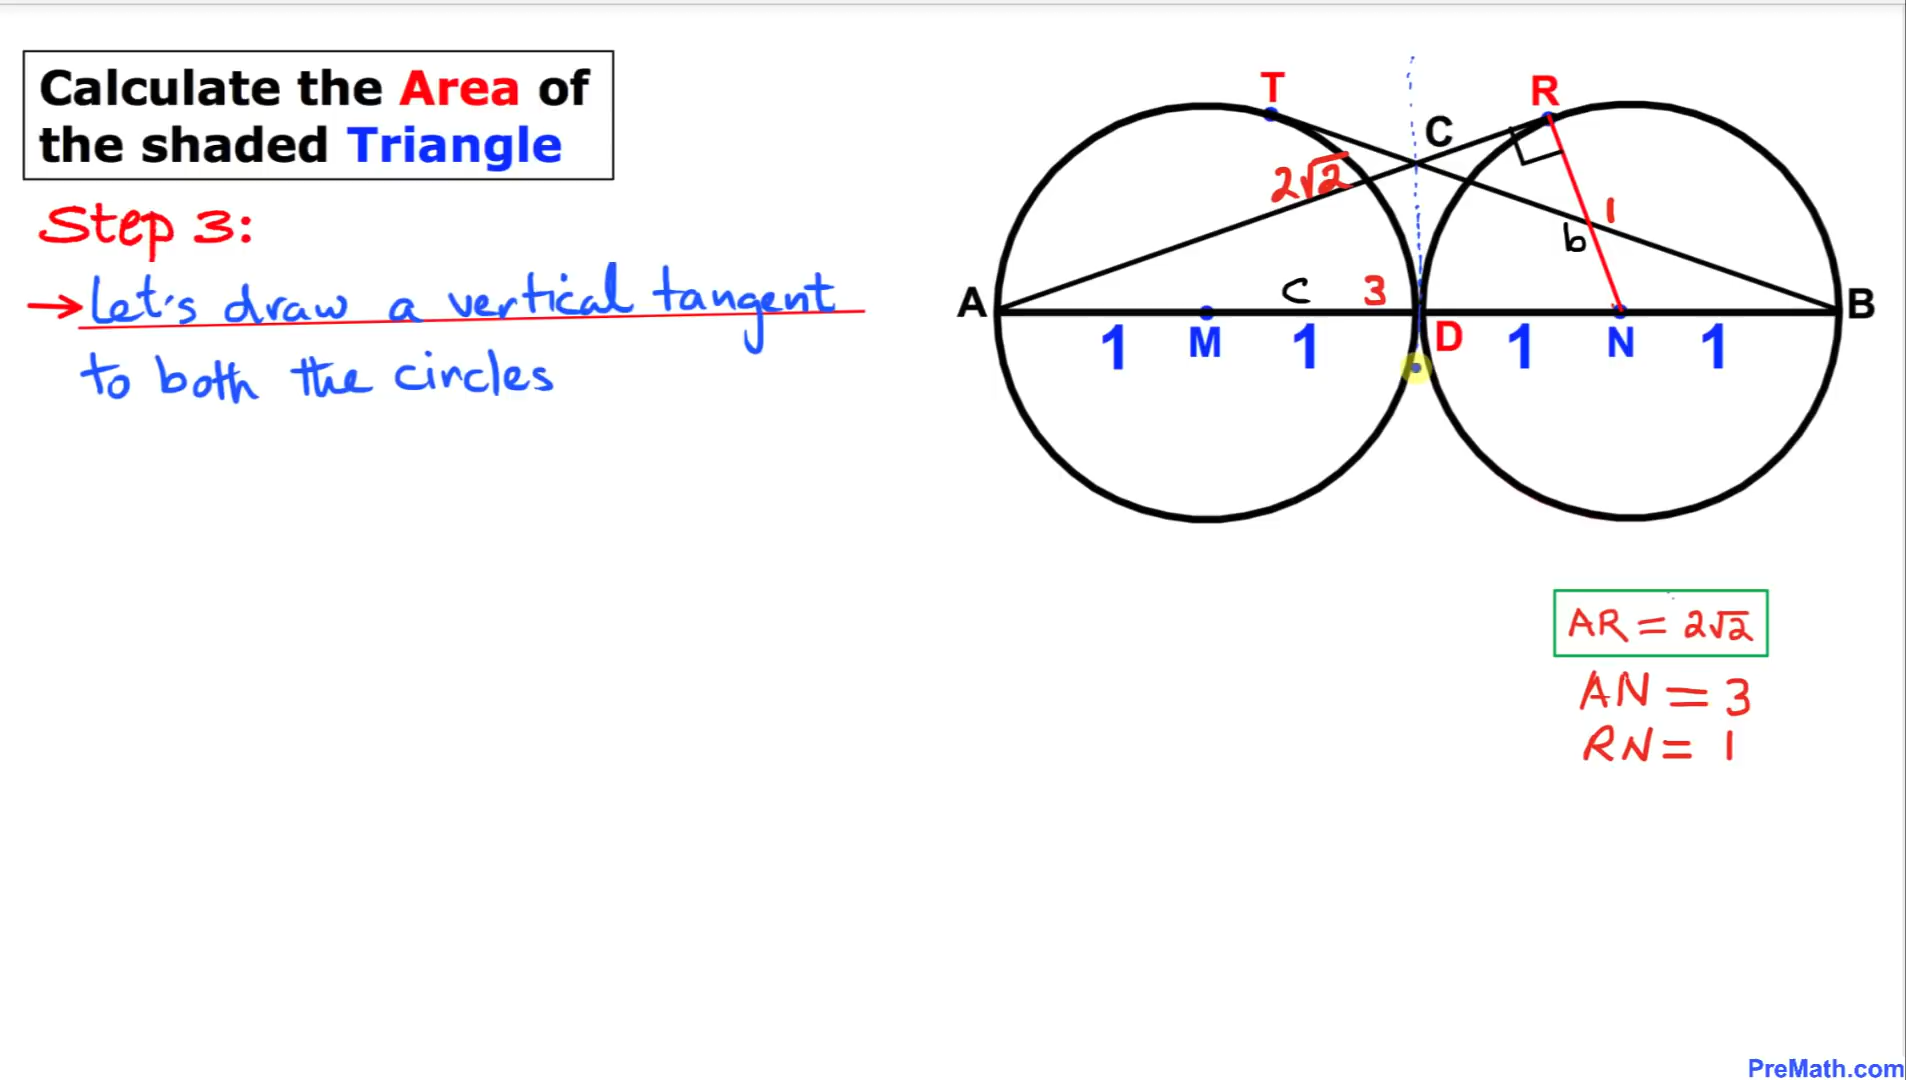 Calculate the Area of
the shaded Triangle
Step 3:
→ Let's draw a vertical tangent
to both the circles
T
R
C
2√2
1
b
A
C
3
B
1
M
1
D
1
N
1
AR = 2√2
AN = 3
RN = 1
PreMath.com